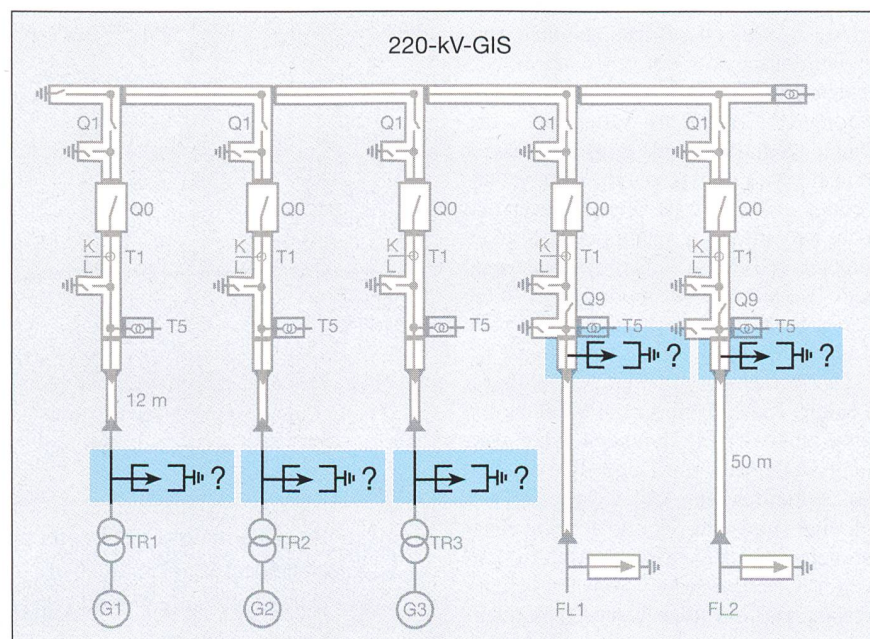 220-kV-GIS
Q1 Q1 Q1 Q1 Q1
Q0 Q0 Q0 Q0 Q0
K K K K K
T1 T1 T1 T1 T1
L L L L L
Q9 Q9
T5 T5 T5 T5 T5
? ?
12 m
50 m
? ? ?
TR1 TR2 TR3
G1 G2 G3 FL1 FL2